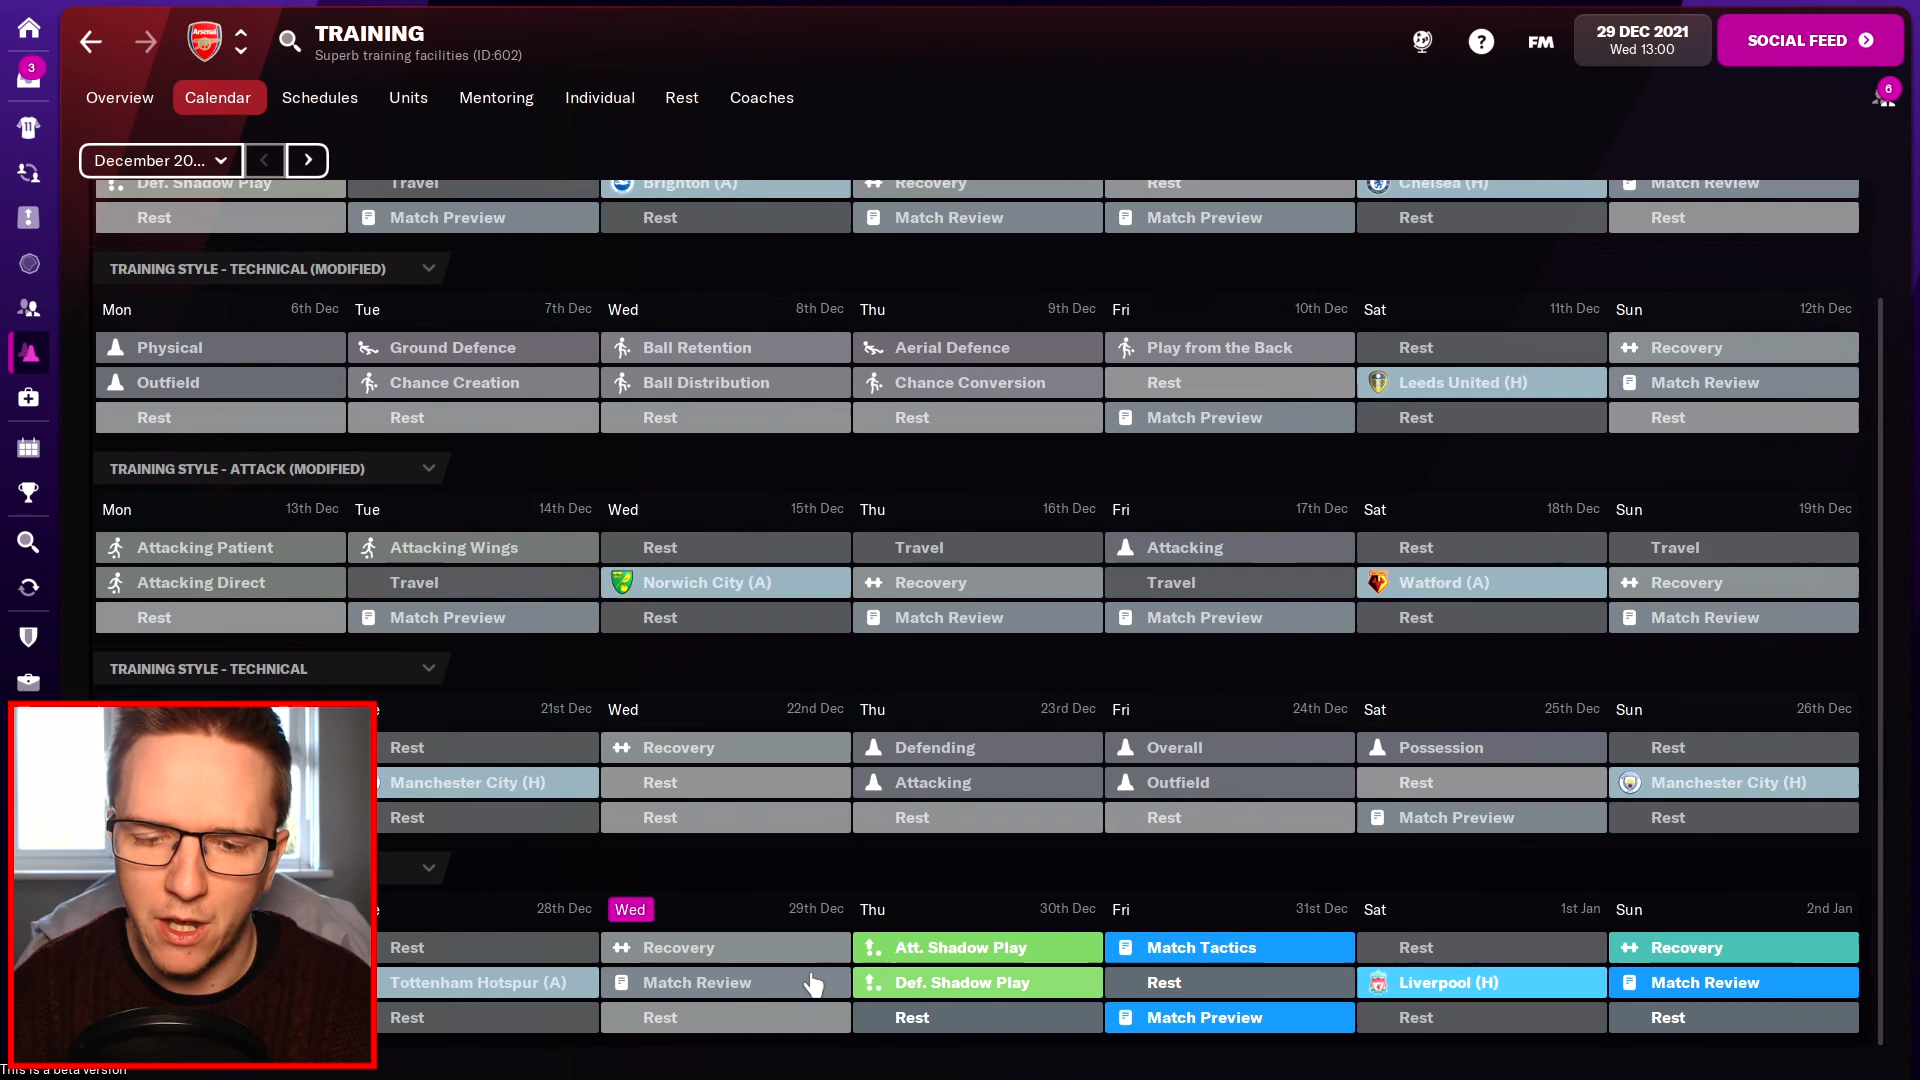 3
Arsenal
TRAINING
Superb training facilities (ID:602)
FM
29 DEC 2021
Wed 13:00
SOCIAL FEED
Overview Calendar Schedules Units Mentoring Individual Rest Coaches
6
December 20...
Def. Shadow Play Travel Brighton (A) Recovery Rest Chelsea (H) Match Review
Rest Match Preview Rest Match Review Match Preview Rest Rest
TRAINING STYLE - TECHNICAL (MODIFIED)
Mon 6th Dec Tue 7th Dec Wed 8th Dec Thu 9th Dec Fri 10th Dec Sat 11th Dec Sun 12th Dec
Physical Ground Defence Ball Retention Aerial Defence Play from the Back Rest Recovery
Outfield Chance Creation Ball Distribution Chance Conversion Rest Leeds United (H) Match Review
Rest Rest Rest Rest Match Preview Rest Rest
TRAINING STYLE - ATTACK (MODIFIED)
Mon 13th Dec Tue 14th Dec Wed 15th Dec Thu 16th Dec Fri 17th Dec Sat 18th Dec Sun 19th Dec
Attacking Patient Attacking Wings Rest Travel Attacking Rest Travel
Attacking Direct Travel Norwich City (A) Recovery Travel Watford (A) Recovery
Rest Match Preview Rest Match Review Match Preview Rest Match Review
TRAINING STYLE - TECHNICAL
21st Dec Wed 22nd Dec Thu 23rd Dec Fri 24th Dec Sat 25th Dec Sun 26th Dec
Rest Recovery Defending Overall Possession Rest
Manchester City (H) Rest Attacking Outfield Rest Manchester City (H)
Rest Rest Rest Rest Match Preview Rest
28th Dec Wed 29th Dec Thu 30th Dec Fri 31st Dec Sat 1st Jan Sun 2nd Jan
Rest Recovery Att. Shadow Play Match Tactics Rest Recovery
Tottenham Hotspur (A) Match Review Def. Shadow Play Rest Liverpool (H) Match Review
Rest Rest Rest Match Preview Rest Rest
This is a beta version